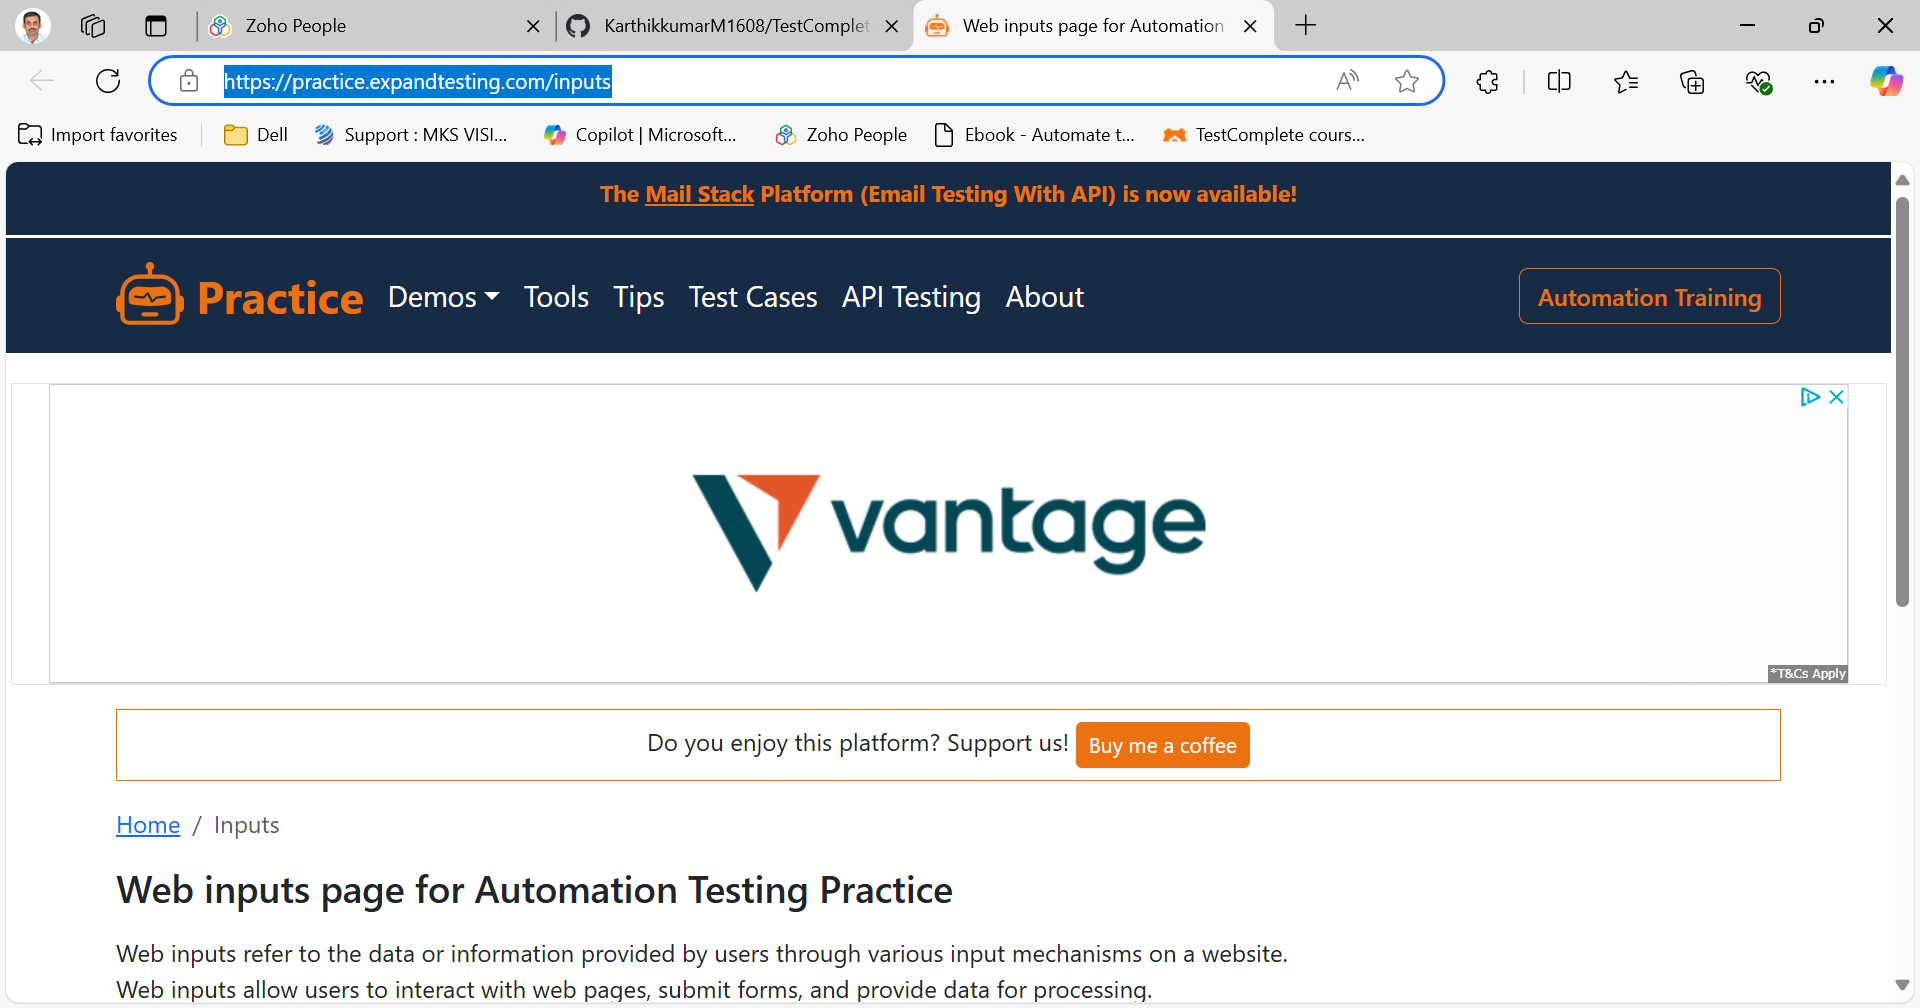 Zoho People
KarthikkumarM1608/TestComplet
Web inputs page for Automation
https://practice.expandtesting.com/inputs
Import favorites
Dell
Support : MKS VISI...
Copilot | Microsoft...
Zoho People
Ebook - Automate t...
TestComplete cours...
The Mail Stack Platform (Email Testing With API) is now available!
Practice
Demos
Tools
Tips
Test Cases
API Testing
About
Automation Training
vantage
*T&Cs Apply
Do you enjoy this platform? Support us! Buy me a coffee
Home / Inputs
Web inputs page for Automation Testing Practice
Web inputs refer to the data or information provided by users through various input mechanisms on a website.
Web inputs allow users to interact with web pages, submit forms, and provide data for processing.